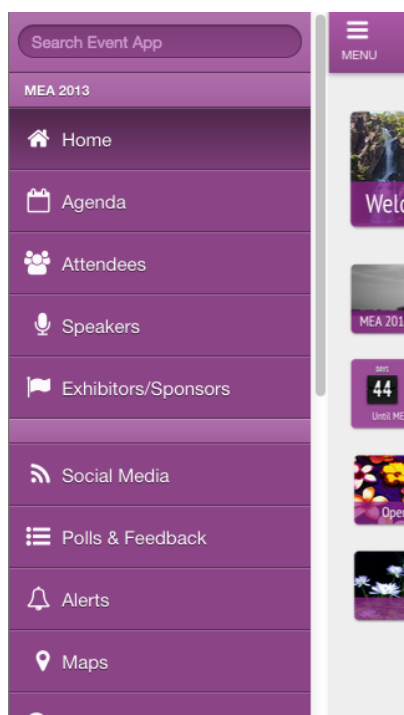 Search Event App
MENU
MEA 2013
Home
Agenda
Attendees
Speakers
Exhibitors/Sponsors
Social Media
Polls & Feedback
Alerts
Maps
Welc
MEA 201
DAYS
44
Until ME
Open